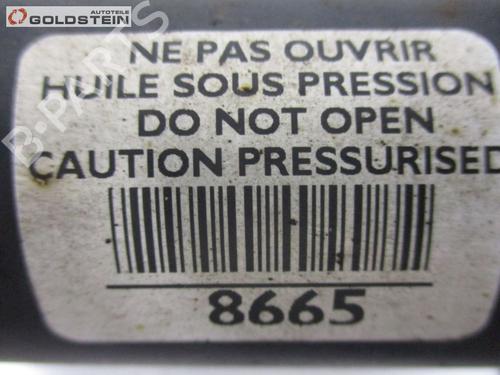 AUTOTEILE
GOLDSTEIN
NE PAS OUVRIR
HUILE SOUS PRESSION
DO NOT OPEN
CAUTION PRESSURISED
8665
B-PARTS